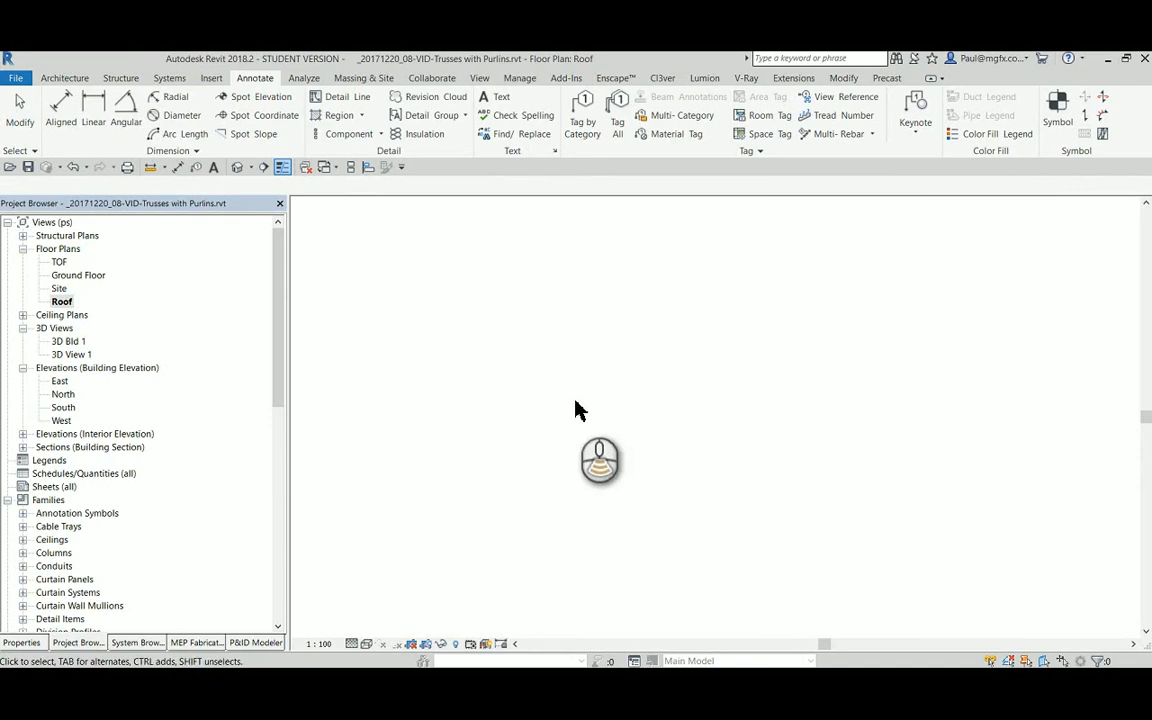 Autodesk Revit 2018.2 - STUDENT VERSION - _20171220_08-VID-Trusses with Purlins.rvt - Floor Plan: Roof
Type a keyword or phrase
Paul@mgfx.co...
File Architecture Structure Systems Insert Annotate Analyze Massing & Site Collaborate View Manage Add-Ins Enscape™ Cl3ver Lumion V-Ray Extensions Modify Precast
Radial Spot Elevation Detail Line Revision Cloud Text Beam Annotations Area Tag View Reference Duct Legend
Modify Aligned Linear Angular Diameter Spot Coordinate Region Detail Group Check Spelling Tag by Category Tag All Multi- Category Room Tag Tread Number Keynote Pipe Legend Symbol
Arc Length Spot Slope Component Insulation Find/ Replace Material Tag Space Tag Multi- Rebar Color Fill Legend
Select Dimension Detail Text Tag Color Fill Symbol
Project Browser - _20171220_08-VID-Trusses with Purlins.rvt
Views (ps)
Structural Plans
Floor Plans
TOF
Ground Floor
Site
Roof
Ceiling Plans
3D Views
3D Bld 1
3D View 1
Elevations (Building Elevation)
East
North
South
West
Elevations (Interior Elevation)
Sections (Building Section)
Legends
Schedules/Quantities (all)
Sheets (all)
Families
Annotation Symbols
Cable Trays
Ceilings
Columns
Conduits
Curtain Panels
Curtain Systems
Curtain Wall Mullions
Detail Items
Division Profiles
Properties Project Brow... System Brow... MEP Fabricat... P&ID Modeler
1 : 100
Click to select, TAB for alternates, CTRL adds, SHIFT unselects.
:0
Main Model
:0